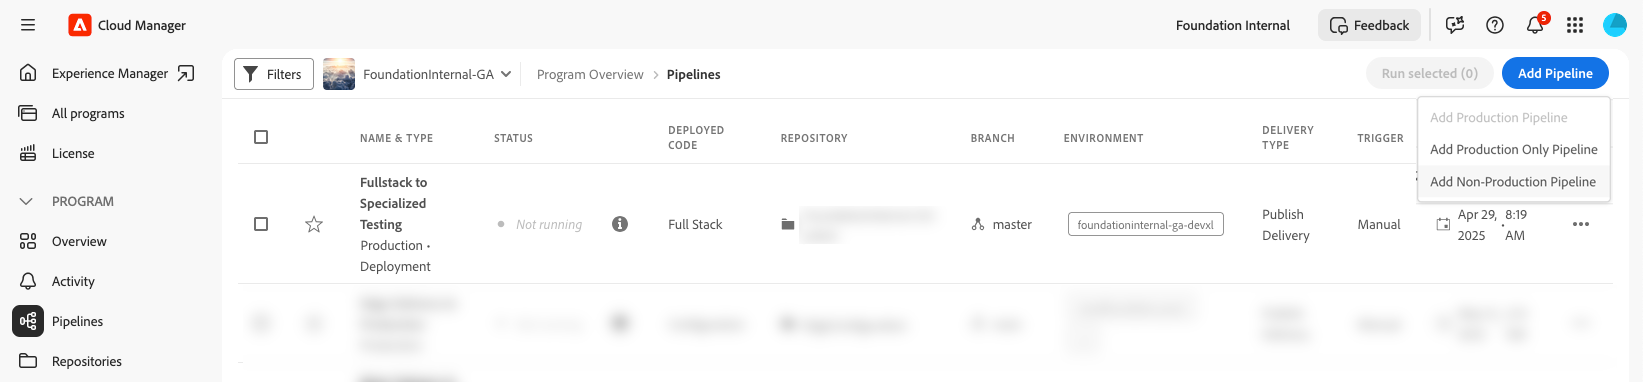 Cloud Manager
Foundation Internal
Feedback
5
Experience Manager
All programs
License
PROGRAM
Overview
Activity
Pipelines
Repositories
Filters
FoundationInternal-GA
Program Overview
Pipelines
Run selected (0)
Add Pipeline
Add Production Pipeline
Add Production Only Pipeline
Add Non-Production Pipeline
NAME & TYPE
STATUS
DEPLOYED
CODE
REPOSITORY
BRANCH
ENVIRONMENT
DELIVERY
TYPE
TRIGGER
Fullstack to
Specialized
Testing
Production •
Deployment
Not running
Full Stack
master
foundationinternal-ga-devxl
Publish
Delivery
Manual
Apr 29,
2025
• 8:19
AM